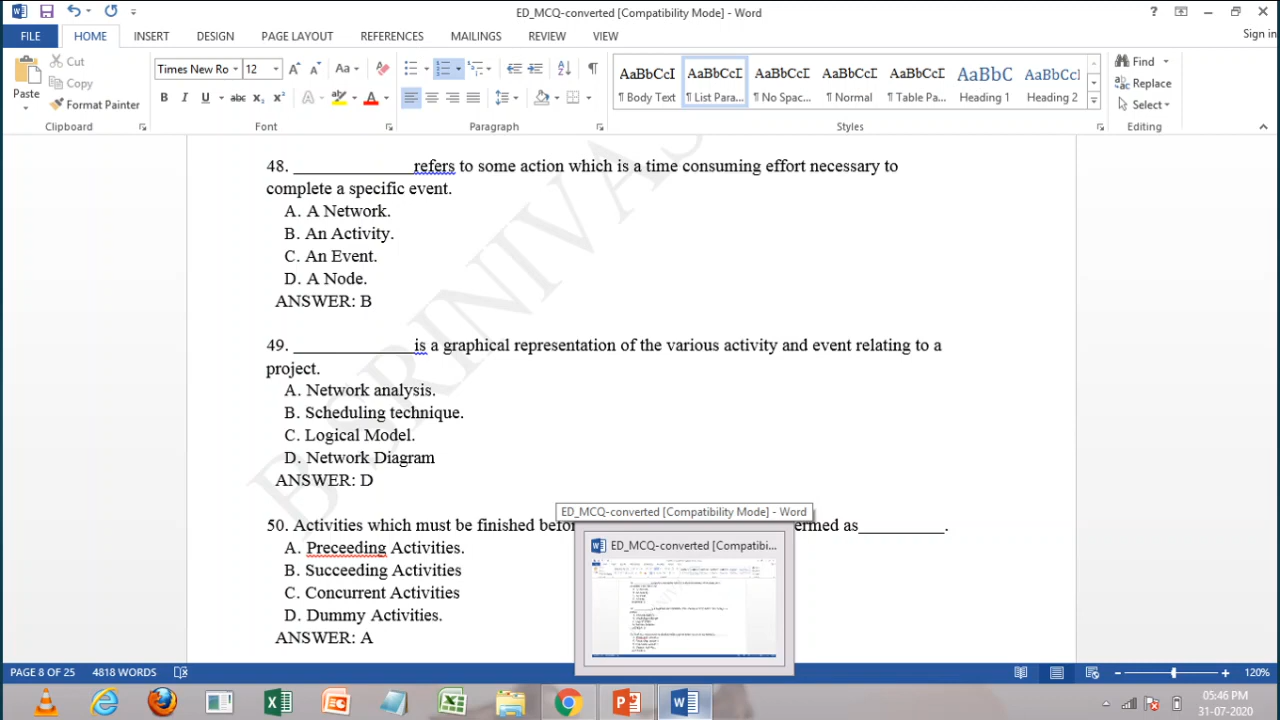 ED_MCQ-converted [Compatibility Mode] - Word
Sign in
FILE HOME INSERT DESIGN PAGE LAYOUT REFERENCES MAILINGS REVIEW VIEW
Paste
Cut
Copy
Format Painter
Clipboard
Times New Ro 12
Font
Paragraph
AaBbCcI AaBbCcI AaBbCcI AaBbCcI AaBbCcI AaBbC AaBbCcI
¶ Body Text ¶ List Para... ¶ No Spac... ¶ Normal ¶ Table Pa... Heading 1 Heading 2
Styles
Find
Replace
Select
Editing
B SRINIVAS
48. ______________refers to some action which is a time consuming effort necessary to
complete a specific event.
A. A Network.
B. An Activity.
C. An Event.
D. A Node.
ANSWER: B
49. ______________is a graphical representation of the various activity and event relating to a
project.
A. Network analysis.
B. Scheduling technique.
C. Logical Model.
D. Network Diagram
ANSWER: D
ED_MCQ-converted [Compatibility Mode] - Word
50. Activities which must be finished befor ermed as__________.
ED_MCQ-converted [Compatibi...
A. Preceeding Activities.
B. Succeeding Activities
C. Concurrent Activities
D. Dummy Activities.
ANSWER: A
PAGE 8 OF 25 4818 WORDS 120%
05:46 PM
31-07-2020